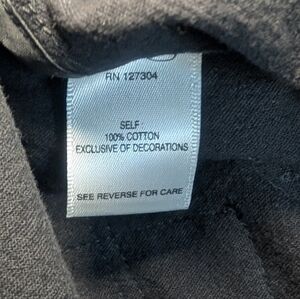 RN 127304
SELF
100% COTTON
EXCLUSIVE OF DECORATIONS
SEE REVERSE FOR CARE